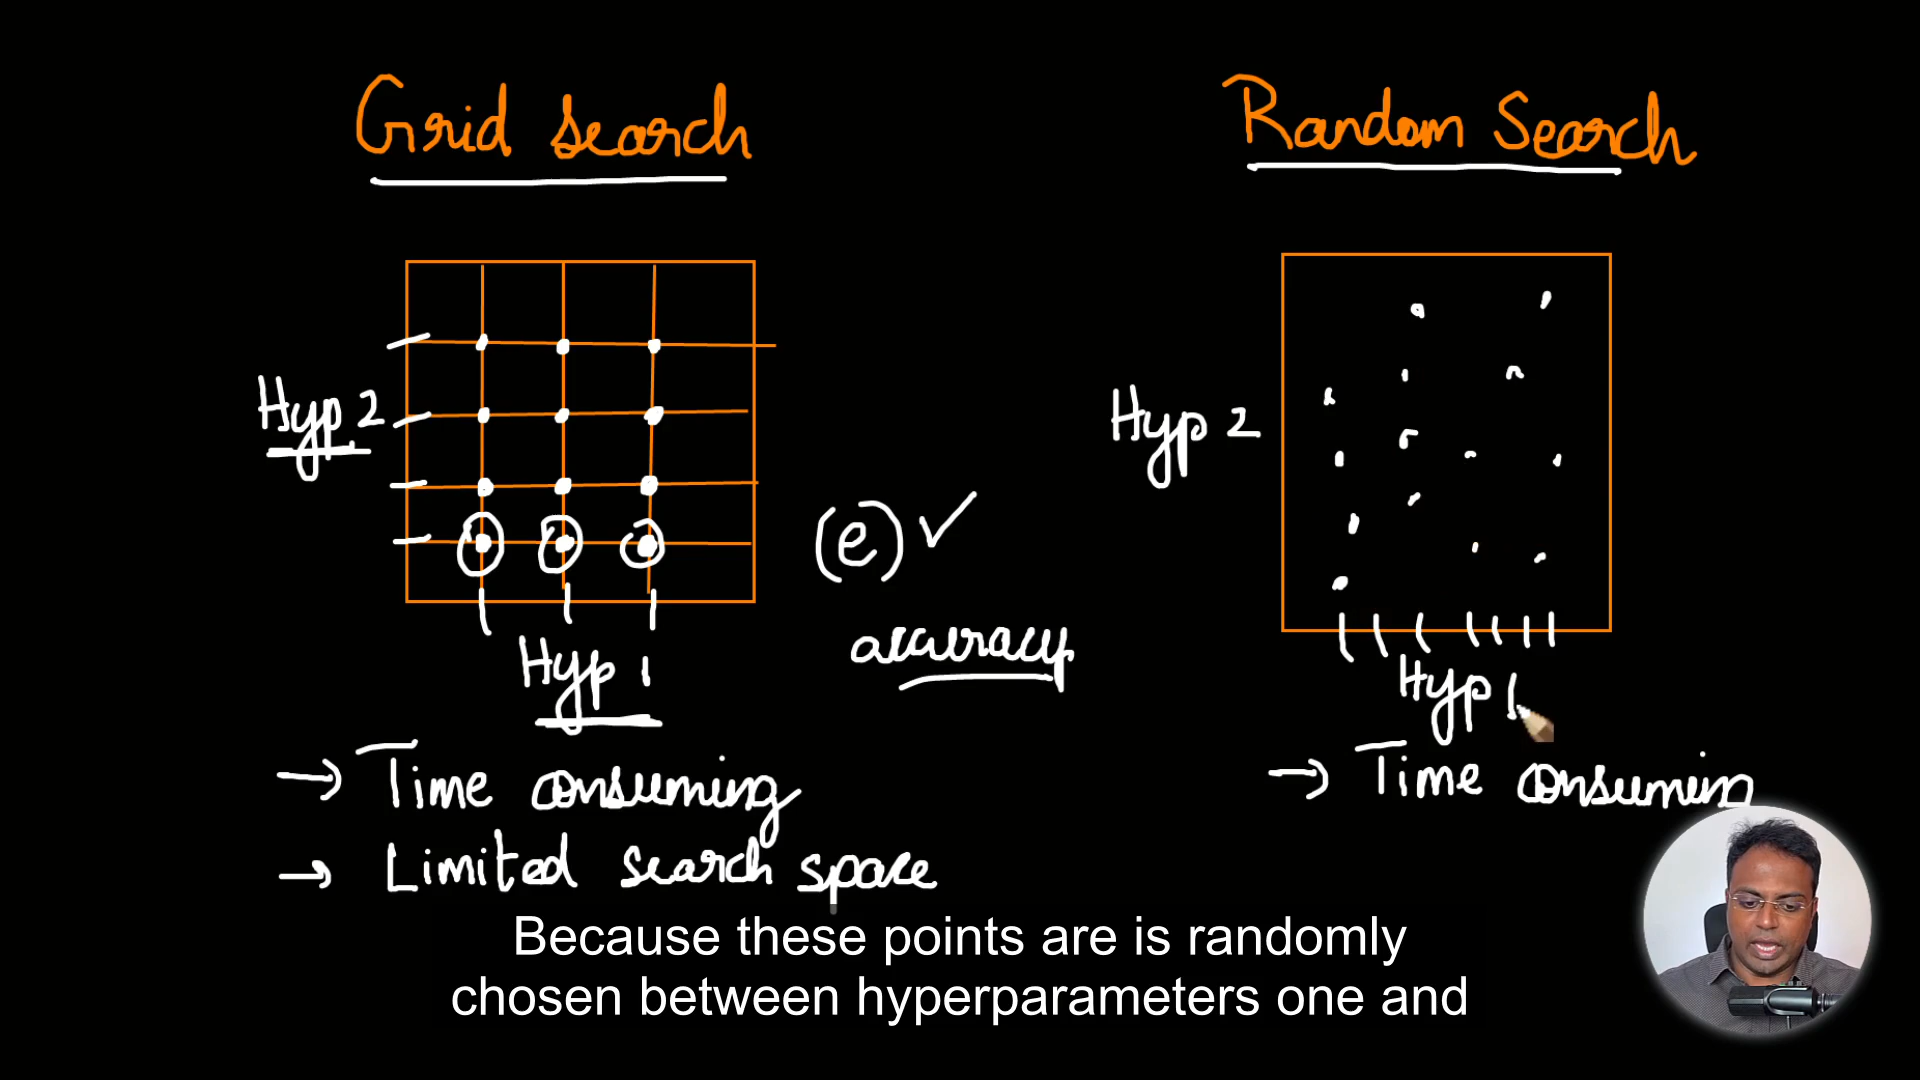 Grid Search
Random Search
Hyp 2
Hyp 2
(e) ✓
accuracy
Hyp 1
Hyp 1
→ Time consuming
→ Time consuming
→ Limited search space
Because these points are is randomly
chosen between hyperparameters one and